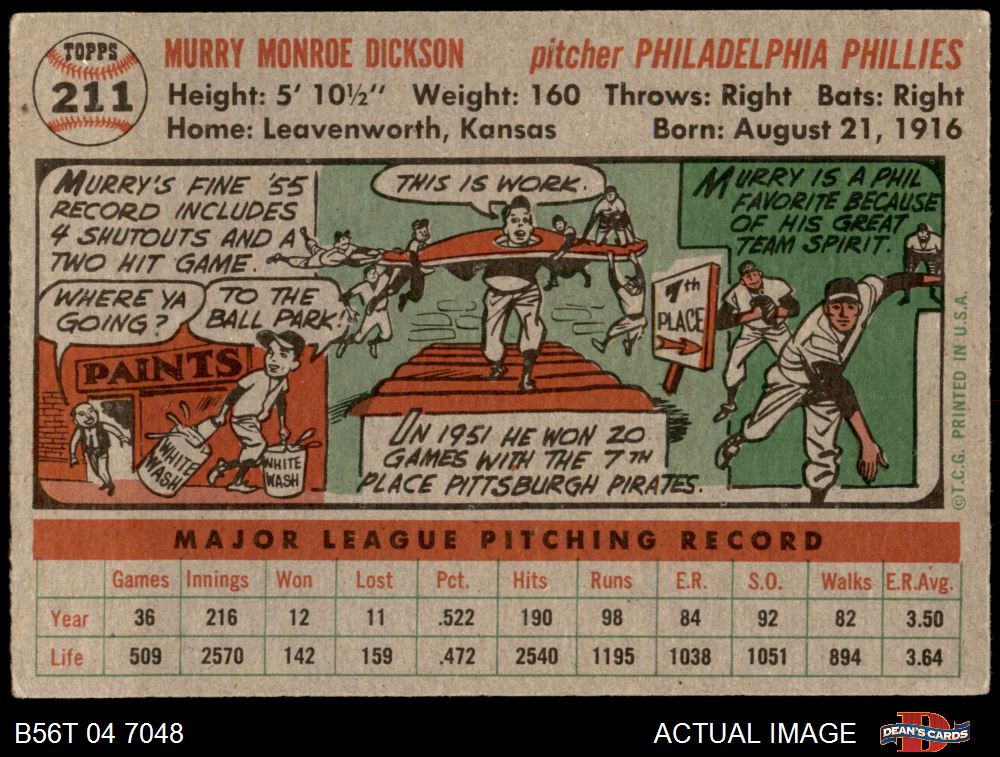 TOPPS
211
MURRY MONROE DICKSON pitcher PHILADELPHIA PHILLIES
Height: 5' 10½" Weight: 160 Throws: Right Bats: Right
Home: Leavenworth, Kansas Born: August 21, 1916
MURRY'S FINE '55
RECORD INCLUDES
4 SHUTOUTS AND A
TWO HIT GAME.
WHERE YA
GOING?
TO THE
BALL PARK!
PAINTS
WHITE
WASH
WHITE
WASH
THIS IS WORK.
IN 1951 HE WON 20
GAMES WITH THE 7TH
PLACE PITTSBURGH PIRATES.
7th
PLACE
MURRY IS A PHIL
FAVORITE BECAUSE
OF HIS GREAT
TEAM SPIRIT.
©T.C.G. PRINTED IN U.S.A.
MAJOR LEAGUE PITCHING RECORD
Games Innings Won Lost Pct. Hits Runs E.R. S.O. Walks E.R.Avg.
Year 36 216 12 11 .522 190 98 84 92 82 3.50
Life 509 2570 142 159 .472 2540 1195 1038 1051 894 3.64
B56T 04 7048 ACTUAL IMAGE DEAN'S CARDS